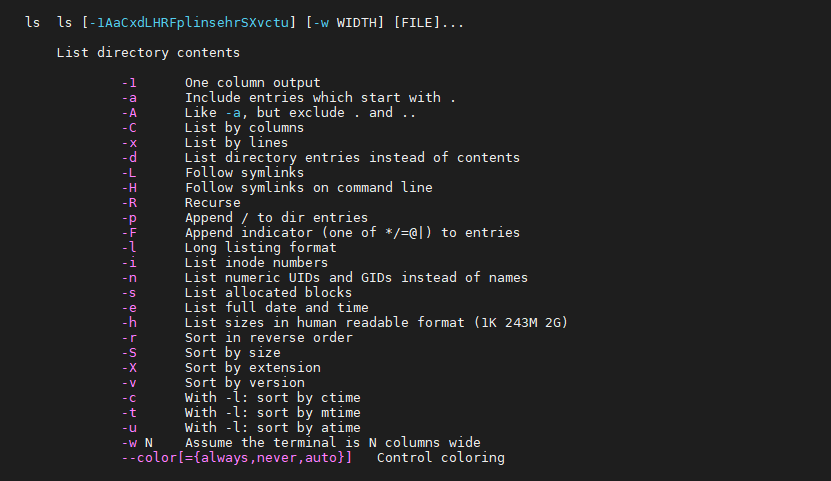 ls  ls [-1AaCxdLHRFplinsehrSXvctu] [-w WIDTH] [FILE]...
List directory contents
-1      One column output
-a      Include entries which start with .
-A      Like -a, but exclude . and ..
-C      List by columns
-x      List by lines
-d      List directory entries instead of contents
-L      Follow symlinks
-H      Follow symlinks on command line
-R      Recurse
-p      Append / to dir entries
-F      Append indicator (one of */=@|) to entries
-l      Long listing format
-i      List inode numbers
-n      List numeric UIDs and GIDs instead of names
-s      List allocated blocks
-e      List full date and time
-h      List sizes in human readable format (1K 243M 2G)
-r      Sort in reverse order
-S      Sort by size
-X      Sort by extension
-v      Sort by version
-c      With -l: sort by ctime
-t      With -l: sort by mtime
-u      With -l: sort by atime
-w N    Assume the terminal is N columns wide
--color[={always,never,auto}]   Control coloring